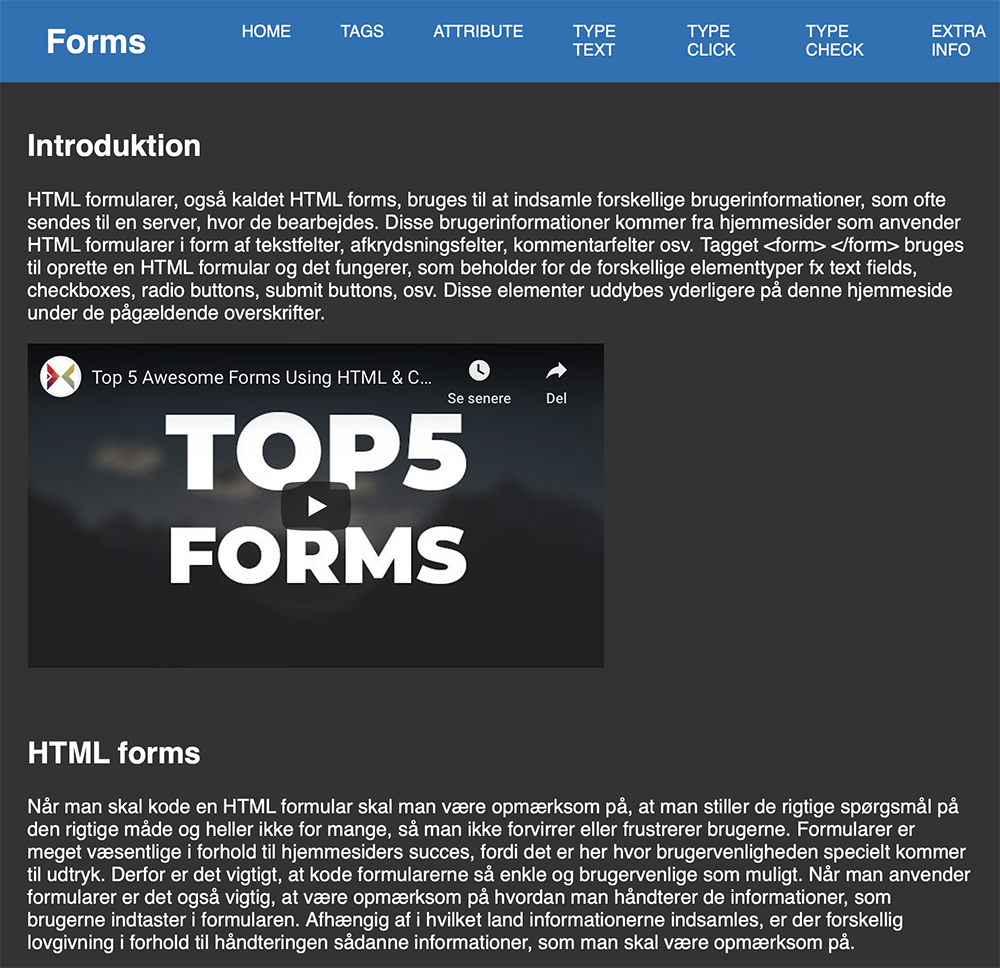 Forms
HOME
TAGS
ATTRIBUTE
TYPE
TEXT
TYPE
CLICK
TYPE
CHECK
EXTRA
INFO
Introduktion
HTML formularer, også kaldet HTML forms, bruges til at indsamle forskellige brugerinformationer, som ofte
sendes til en server, hvor de bearbejdes. Disse brugerinformationer kommer fra hjemmesider som anvender
HTML formularer i form af tekstfelter, afkrydsningsfelter, kommentarfelter osv. Tagget <form> </form> bruges
til oprette en HTML formular og det fungerer, som beholder for de forskellige elementtyper fx text fields,
checkboxes, radio buttons, submit buttons, osv. Disse elementer uddybes yderligere på denne hjemmeside
under de pågældende overskrifter.
Top 5 Awesome Forms Using HTML & C...
Se senere
Del
TOP5
FORMS
HTML forms
Når man skal kode en HTML formular skal man være opmærksom på, at man stiller de rigtige spørgsmål på
den rigtige måde og heller ikke for mange, så man ikke forvirrer eller frustrerer brugerne. Formularer er
meget væsentlige i forhold til hjemmesiders succes, fordi det er her hvor brugervenligheden specielt kommer
til udtryk. Derfor er det vigtigt, at kode formularerne så enkle og brugervenlige som muligt. Når man anvender
formularer er det også vigtig, at være opmærksom på hvordan man håndterer de informationer, som
brugerne indtaster i formularen. Afhængig af i hvilket land informationerne indsamles, er der forskellig
lovgivning i forhold til håndteringen sådanne informationer, som man skal være opmærksom på.